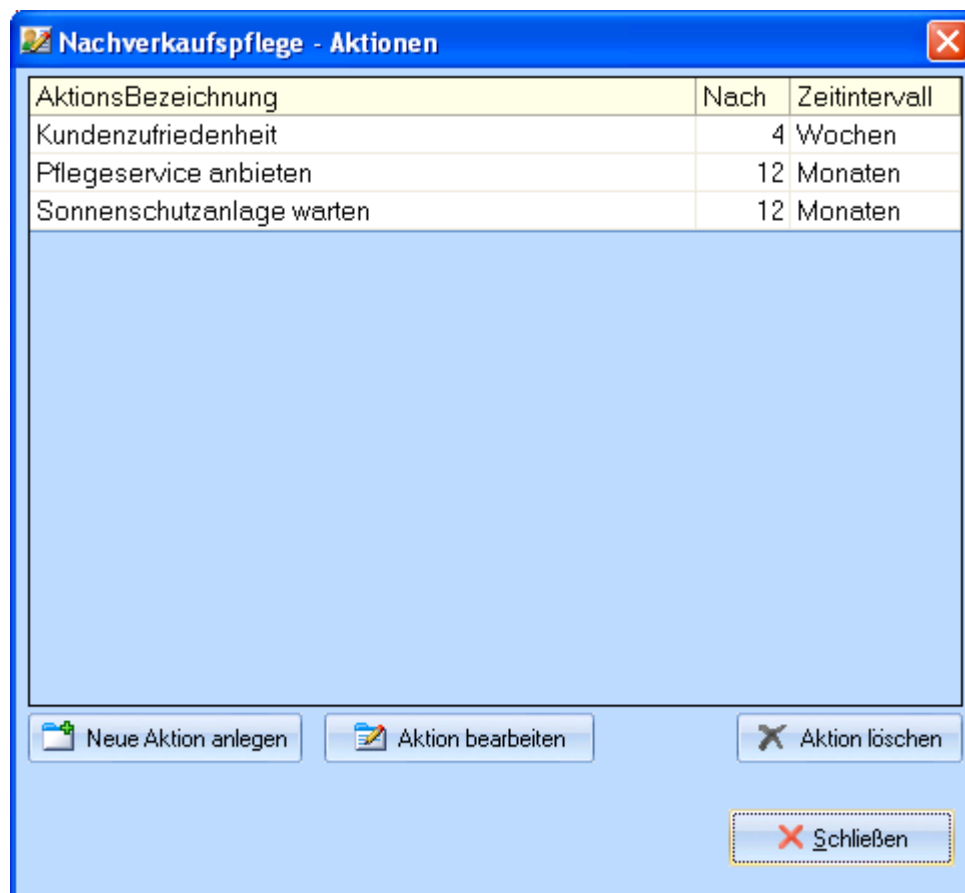 Nachverkaufspflege - Aktionen
AktionsBezeichnung Nach Zeitintervall
Kundenzufriedenheit 4 Wochen
Pflegeservice anbieten 12 Monaten
Sonnenschutzanlage warten 12 Monaten
Neue Aktion anlegen Aktion bearbeiten Aktion löschen
Schließen